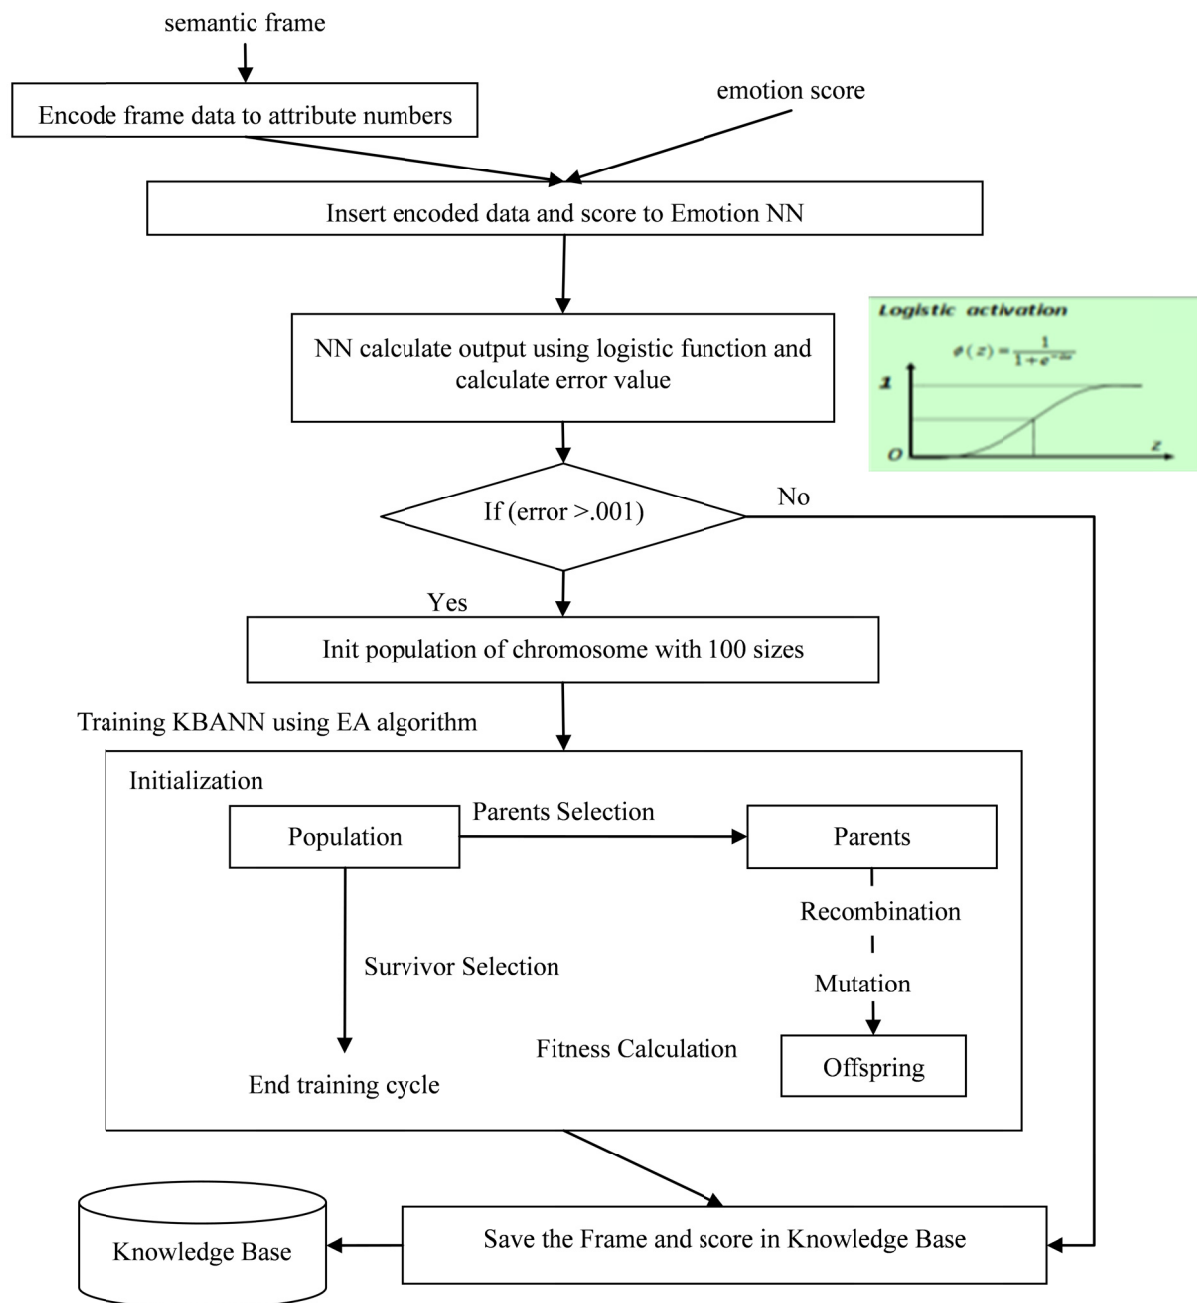 semantic frame
Encode frame data to attribute numbers
emotion score
Insert encoded data and score to Emotion NN
NN calculate output using logistic function and
calculate error value
Logistic activation
1
0
z
If (error >.001)
No
Yes
Init population of chromosome with 100 sizes
Training KBANN using EA algorithm
Initialization
Population
Parents Selection
Parents
Recombination
Survivor Selection
Mutation
Fitness Calculation
Offspring
End training cycle
Save the Frame and score in Knowledge Base
Knowledge Base